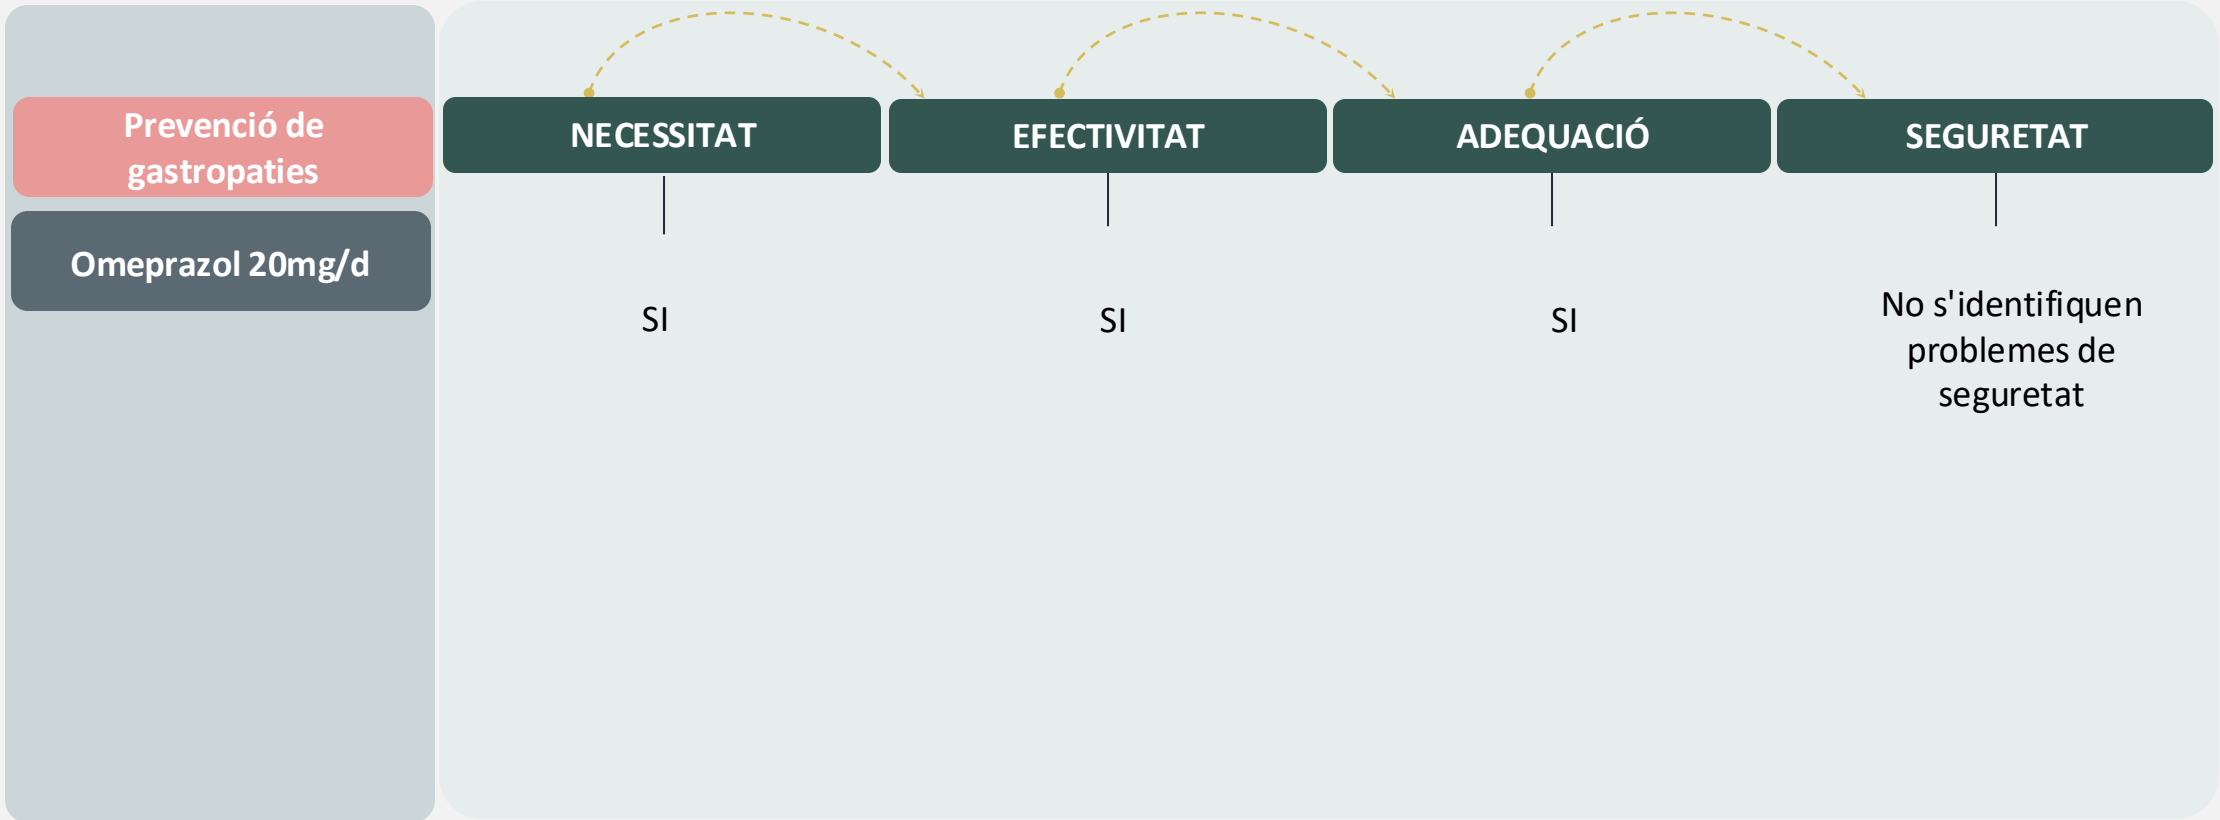 Prevenció de
gastropaties
Omeprazol 20mg/d
NECESSITAT
EFECTIVITAT
ADEQUACIÓ
SEGURETAT
SI
SI
SI
No s'identifiquen
problemes de
seguretat